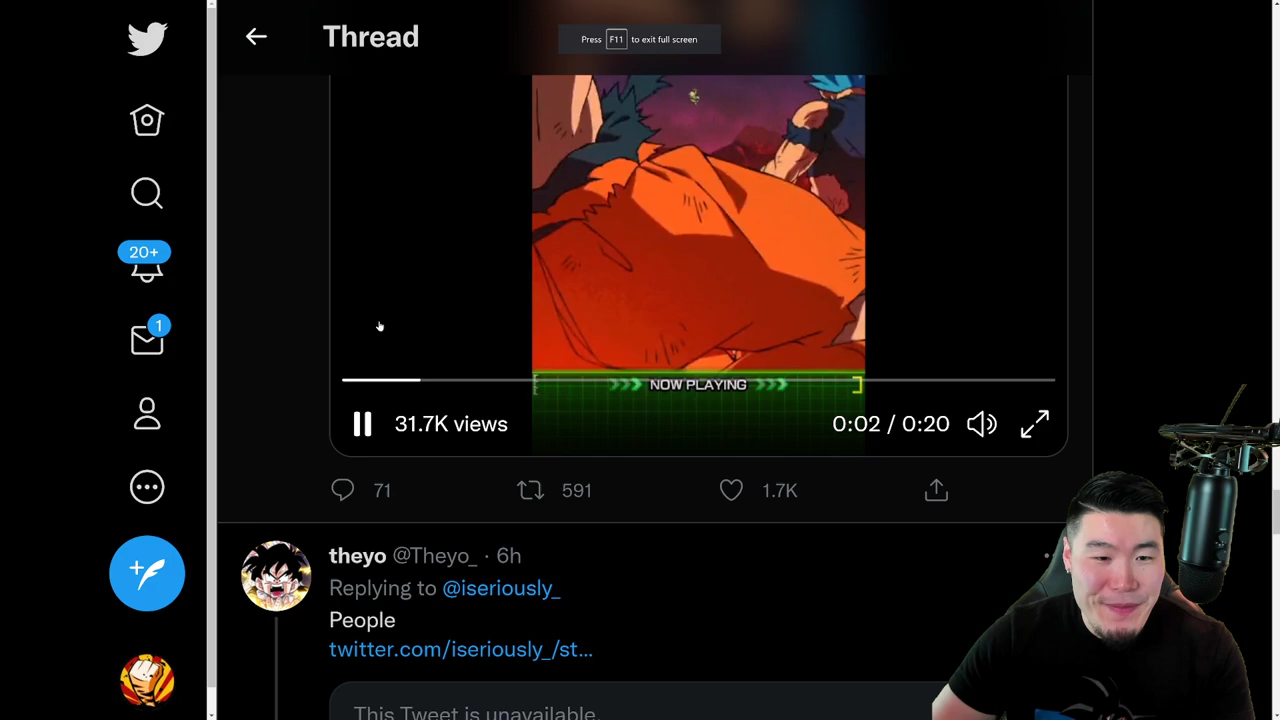 Thread
Press F11 to exit full screen
20+
1
NOW PLAYING
31.7K views
0:02 / 0:20
71
591
1.7K
theyo @Theyo_ · 6h
Replying to @iseriously_
People
twitter.com/iseriously_/st...
This Tweet is unavailable.